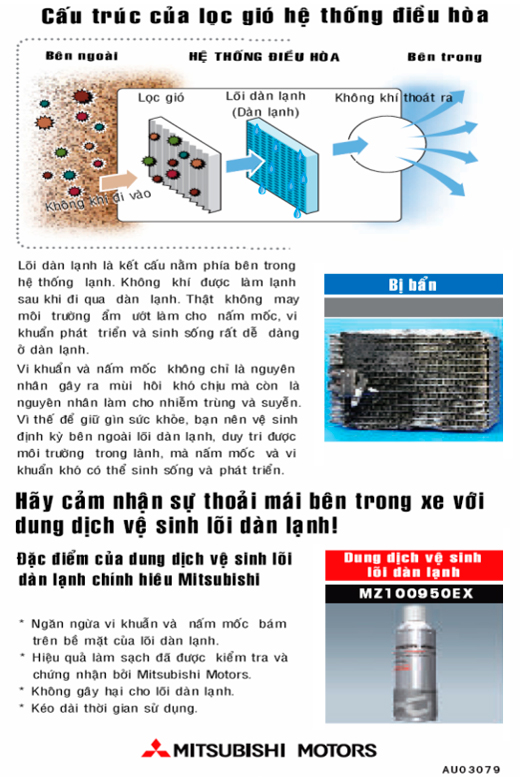 Cấu trúc của lọc gió hệ thống điều hòa
Bên ngoài
HỆ THỐNG ĐIỀU HÒA
Bên trong
Lọc gió
Lõi dàn lạnh
(Dàn lạnh)
Không khí thoát ra
Không khí đi vào
Lõi dàn lạnh là kết cấu nằm phía bên trong
hệ thống lạnh. Không khí được làm lạnh
sau khi đi qua dàn lạnh. Thật không may
môi trường ẩm ướt làm cho nấm mốc, vi
khuẩn phát triển và sinh sống rất dễ dàng
ở dàn lạnh.
Vi khuẩn và nấm mốc không chỉ là nguyên
nhân gây ra mùi hôi khó chịu mà còn là
nguyên nhân làm cho nhiễm trùng và suyễn.
Vì thế để giữ gìn sức khỏe, bạn nên vệ sinh
định kỳ bên ngoài lõi dàn lạnh, duy trì được
môi trường trong lành, mà nấm mốc và vi
khuẩn khó có thể sinh sống và phát triển.
Bị bẩn
Hãy cảm nhận sự thoải mái bên trong xe với
dung dịch vệ sinh lõi dàn lạnh!
Đặc điểm của dung dịch vệ sinh lõi
dàn lạnh chính hiêu Mitsubishi
* Ngăn ngừa vi khuẩn và nấm mốc bám
trên bề mặt của lõi dàn lạnh.
* Hiệu quả làm sạch đã được kiểm tra và
chứng nhận bởi Mitsubishi Motors.
* Không gây hại cho lõi dàn lạnh.
* Kéo dài thời gian sử dụng.
Dung dịch vệ sinh
lõi dàn lạnh
MZ100950EX
MITSUBISHI MOTORS
AU03079